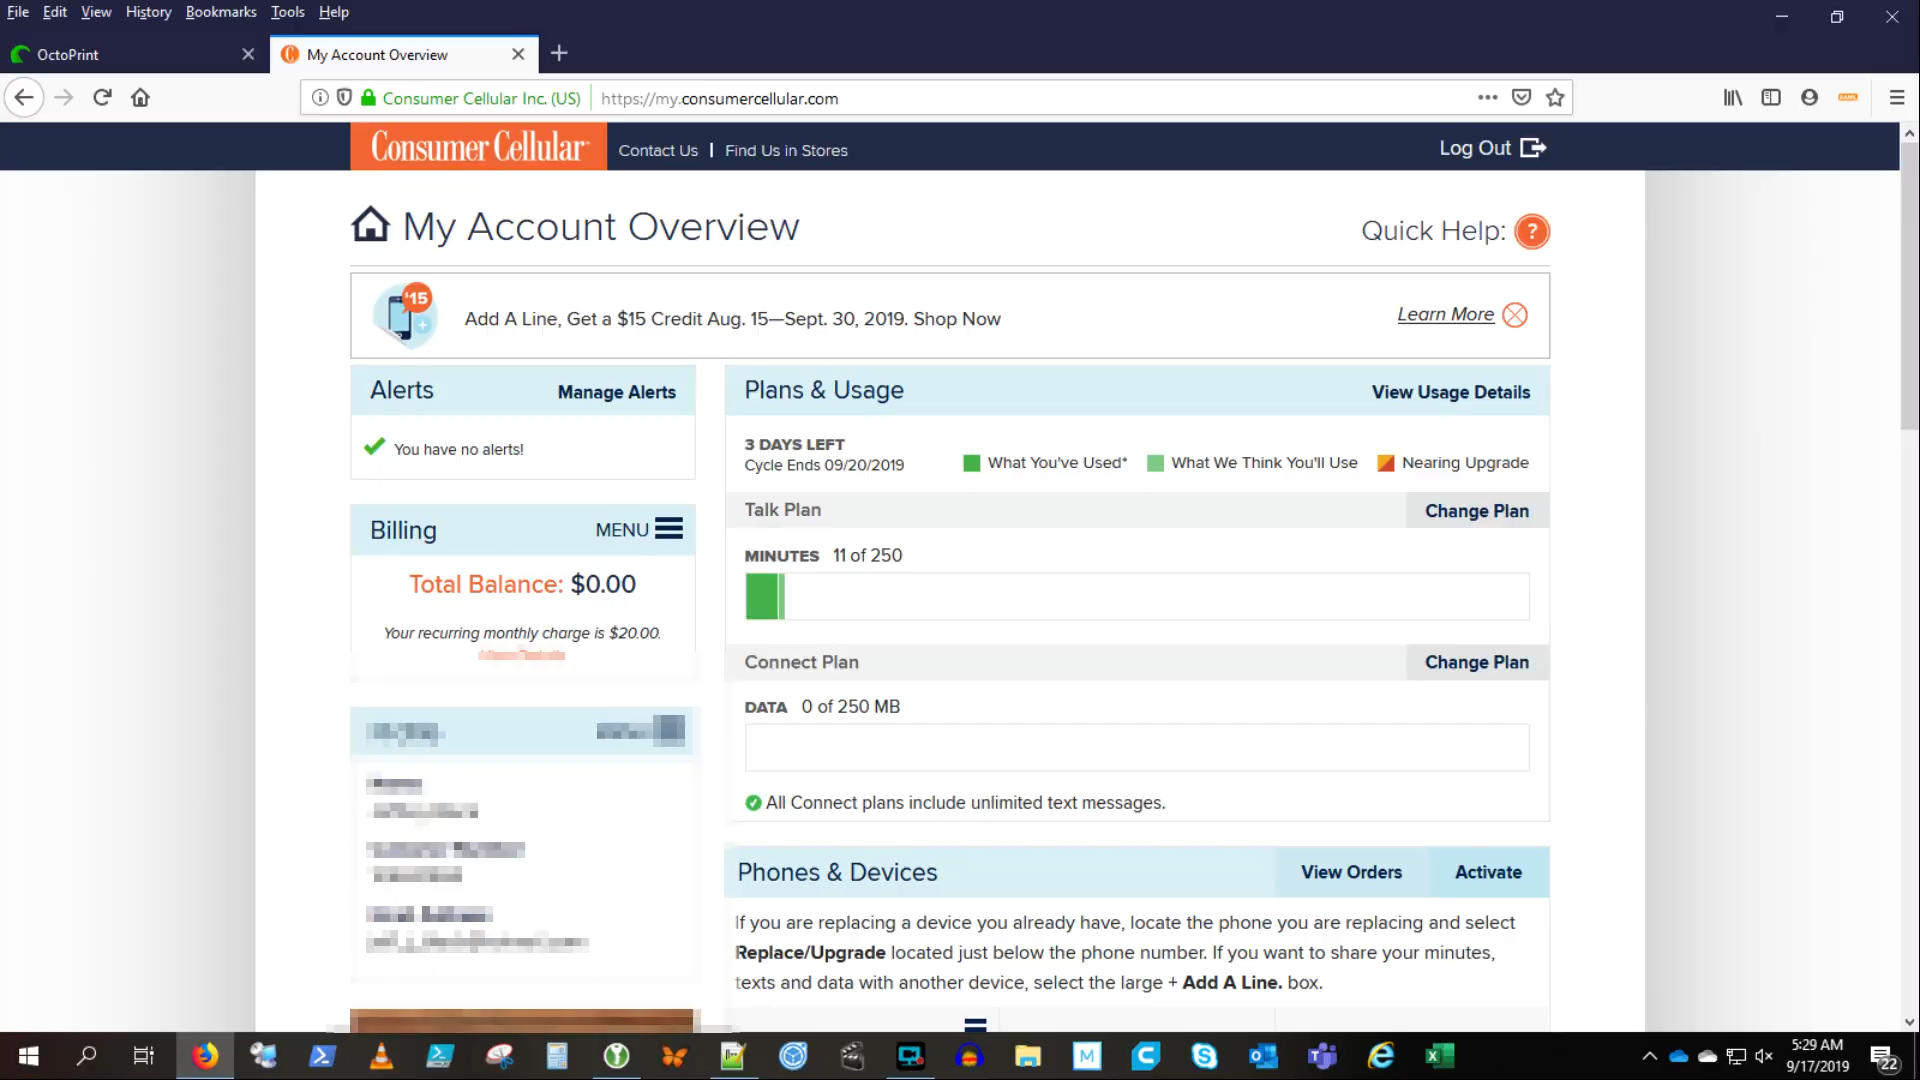 File Edit View History Bookmarks Tools Help
OctoPrint
My Account Overview
Consumer Cellular Inc. (US) https://my.consumercellular.com
Consumer Cellular Contact Us | Find Us in Stores Log Out
My Account Overview Quick Help: ?
$15 Add A Line, Get a $15 Credit Aug. 15—Sept. 30, 2019. Shop Now Learn More
Alerts Manage Alerts
You have no alerts!
Billing MENU
Total Balance: $0.00
Your recurring monthly charge is $20.00.
Plans & Usage View Usage Details
3 DAYS LEFT
Cycle Ends 09/20/2019
What You've Used* What We Think You'll Use Nearing Upgrade
Talk Plan Change Plan
MINUTES 11 of 250
Connect Plan Change Plan
DATA 0 of 250 MB
All Connect plans include unlimited text messages.
Phones & Devices View Orders Activate
If you are replacing a device you already have, locate the phone you are replacing and select
Replace/Upgrade located just below the phone number. If you want to share your minutes,
texts and data with another device, select the large + Add A Line. box.
5:29 AM
9/17/2019
22